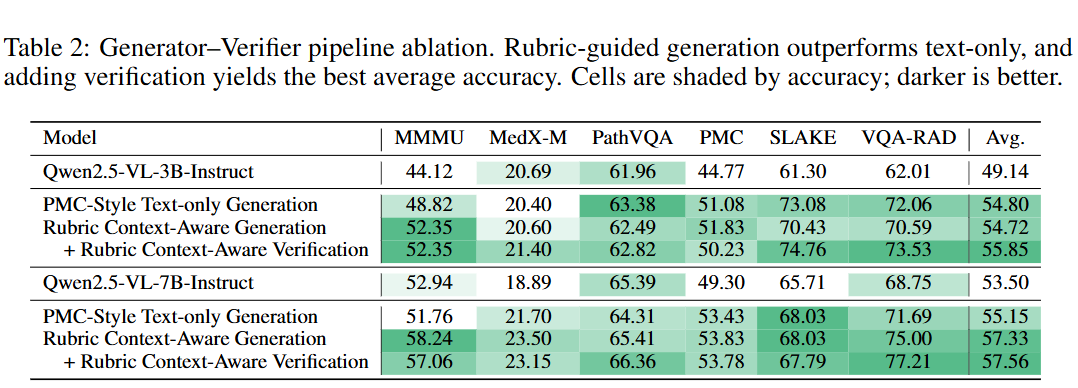 Table 2: Generator–Verifier pipeline ablation. Rubric-guided generation outperforms text-only, and
adding verification yields the best average accuracy. Cells are shaded by accuracy; darker is better.
Model MMMU MedX-M PathVQA PMC SLAKE VQA-RAD Avg.
Qwen2.5-VL-3B-Instruct 44.12 20.69 61.96 44.77 61.30 62.01 49.14
PMC-Style Text-only Generation 48.82 20.40 63.38 51.08 73.08 72.06 54.80
Rubric Context-Aware Generation 52.35 20.60 62.49 51.83 70.43 70.59 54.72
+ Rubric Context-Aware Verification 52.35 21.40 62.82 50.23 74.76 73.53 55.85
Qwen2.5-VL-7B-Instruct 52.94 18.89 65.39 49.30 65.71 68.75 53.50
PMC-Style Text-only Generation 51.76 21.70 64.31 53.43 68.03 71.69 55.15
Rubric Context-Aware Generation 58.24 23.50 65.41 53.83 68.03 75.00 57.33
+ Rubric Context-Aware Verification 57.06 23.15 66.36 53.78 67.79 77.21 57.56